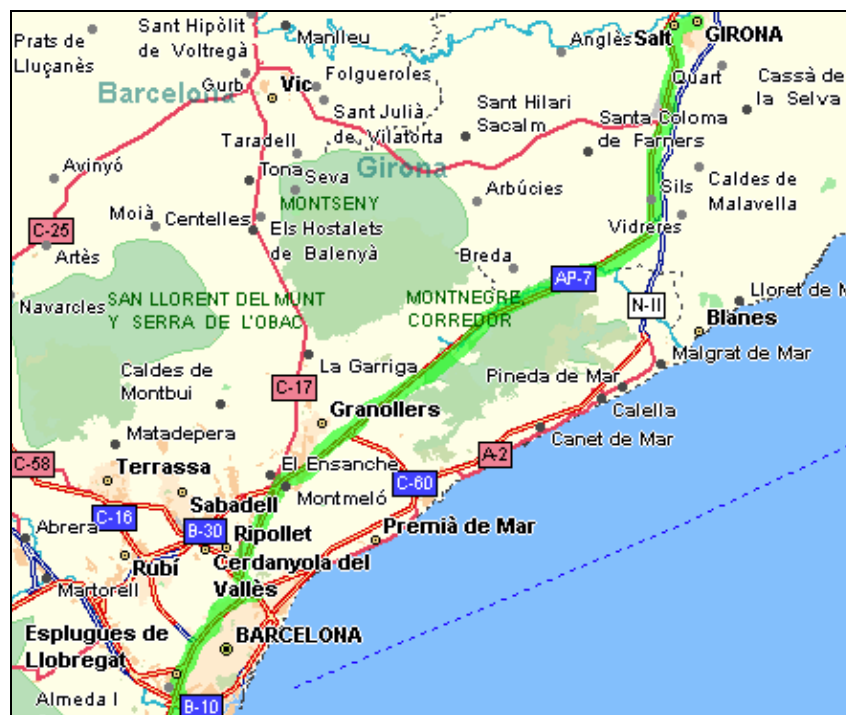 Sant Hipòlit
de Voltregà
Manlleu
Prats de
Lluçanès
Anglès
Salt
GIRONA
Gurb
Folgueroles
Quart
Cassà de
la Selva
Barcelona
Vic
Sant Julià
de Vilatorta
Sant Hilari
Sacalm
Santa Coloma
de Farners
Taradell
Avinyó
Girona
Tona
Seva
Sils
Caldes de
Malavella
MONTSENY
Arbúcies
Moià
Centelles
Vidreres
C-25
Els Hostalets
de Balenyà
Artès
Breda
AP-7
Navarcles
SAN LLORENT DEL MUNT
Y SERRA DE L'OBAC
MONTNEGRE
CORREDOR
N-II
Lloret de M
Blanes
La Garriga
Malgrat de Mar
Caldes de
Montbui
C-17
Pineda de Mar
Granollers
Calella
Matadepera
Canet de Mar
C-58
Terrassa
El Ensanche
A-2
Sabadell
Montmeló
C-60
C-16
Abrera
B-30
Ripollet
Premià de Mar
Rubí
Cerdanyola del
Vallès
Martorell
Esplugues de
Llobregat
BARCELONA
Almeda I
B-10